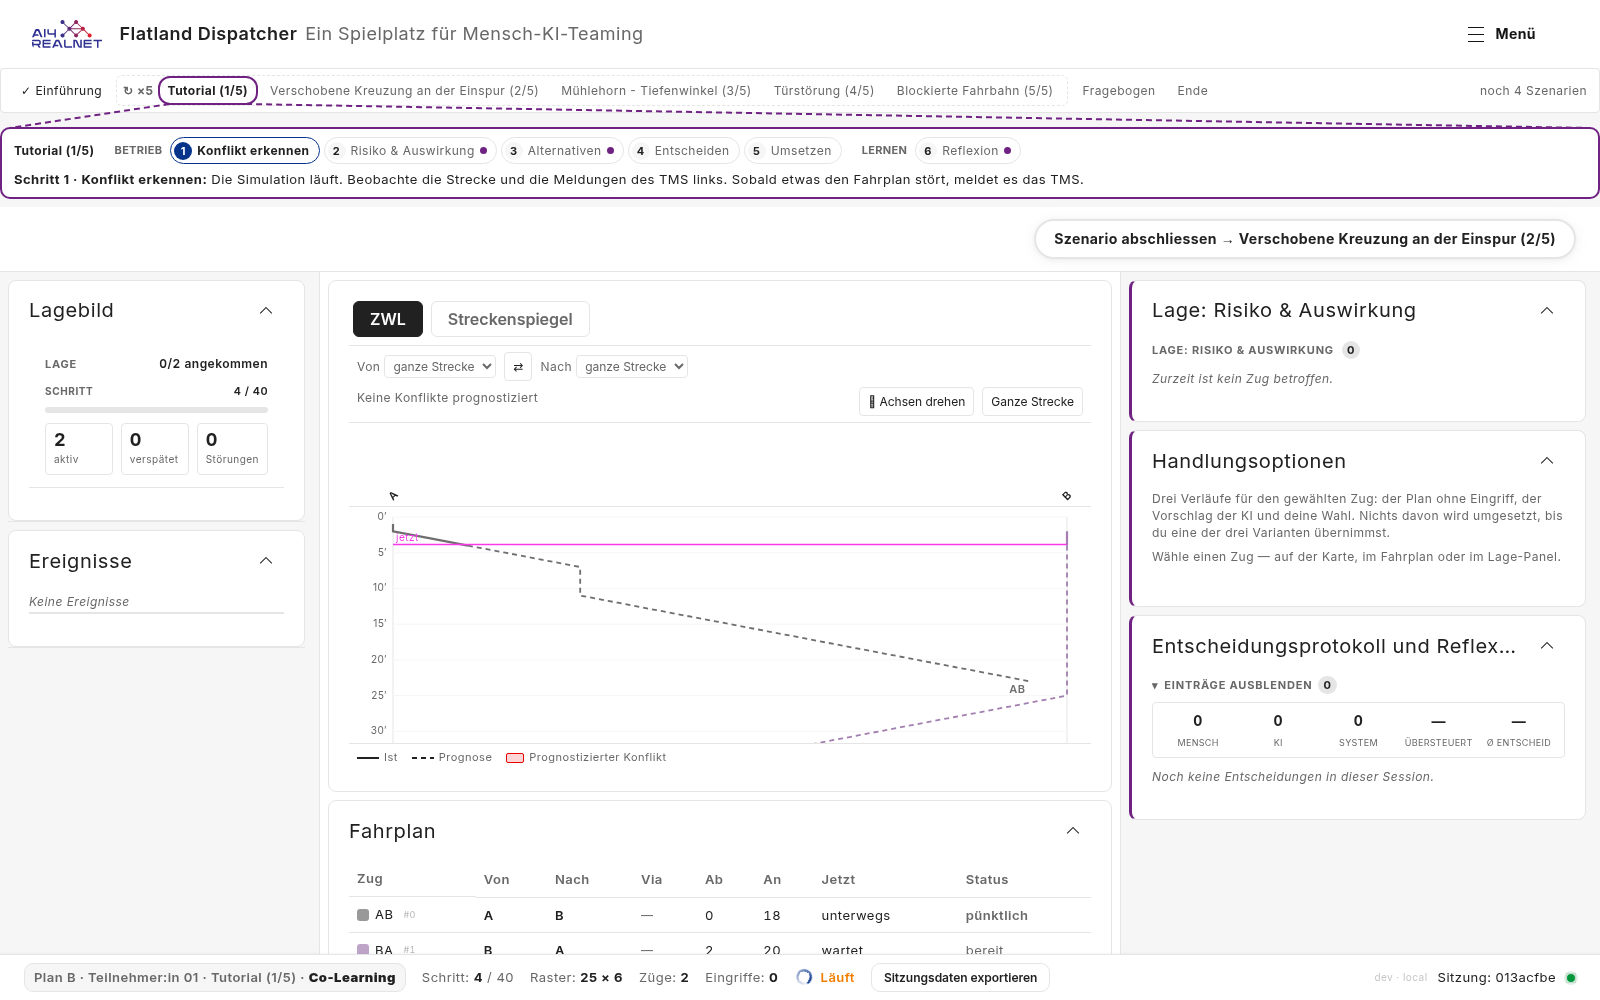 AI4
REALNET
Flatland Dispatcher Ein Spielplatz für Mensch-KI-Teaming
Menü
✓ Einführung ↻ ×5 Tutorial (1/5) Verschobene Kreuzung an der Einspur (2/5) Mühlehorn - Tiefenwinkel (3/5) Türstörung (4/5) Blockierte Fahrbahn (5/5) Fragebogen Ende noch 4 Szenarien
Tutorial (1/5) BETRIEB 1 Konflikt erkennen 2 Risiko & Auswirkung 3 Alternativen 4 Entscheiden 5 Umsetzen LERNEN 6 Reflexion
Schritt 1 · Konflikt erkennen: Die Simulation läuft. Beobachte die Strecke und die Meldungen des TMS links. Sobald etwas den Fahrplan stört, meldet es das TMS.
Szenario abschliessen → Verschobene Kreuzung an der Einspur (2/5)
Lagebild
LAGE 0/2 angekommen
SCHRITT 4 / 40
2 0 0
aktiv verspätet Störungen
Ereignisse
Keine Ereignisse
ZWL Streckenspiegel
Von ganze Strecke ⇄ Nach ganze Strecke
Keine Konflikte prognostiziert
Achsen drehen Ganze Strecke
A B
0'
jetzt
5'
10'
15'
20'
25'
30'
AB
Ist Prognose Prognostizierter Konflikt
Fahrplan
Zug Von Nach Via Ab An Jetzt Status
AB #0 A B — 0 18 unterwegs pünktlich
BA #1 B A — 2 20 wartet bereit
Lage: Risiko & Auswirkung
LAGE: RISIKO & AUSWIRKUNG 0
Zurzeit ist kein Zug betroffen.
Handlungsoptionen
Drei Verläufe für den gewählten Zug: der Plan ohne Eingriff, der
Vorschlag der KI und deine Wahl. Nichts davon wird umgesetzt, bis
du eine der drei Varianten übernimmst.
Wähle einen Zug — auf der Karte, im Fahrplan oder im Lage-Panel.
Entscheidungsprotokoll und Reflex...
▾ EINTRÄGE AUSBLENDEN 0
0 0 0 — —
MENSCH KI SYSTEM ÜBERSTEUERT Ø ENTSCHEID
Noch keine Entscheidungen in dieser Session.
Plan B · Teilnehmer:in 01 · Tutorial (1/5) · Co-Learning Schritt: 4 / 40 Raster: 25 × 6 Züge: 2 Eingriffe: 0 Läuft Sitzungsdaten exportieren dev · local Sitzung: 013acfbe